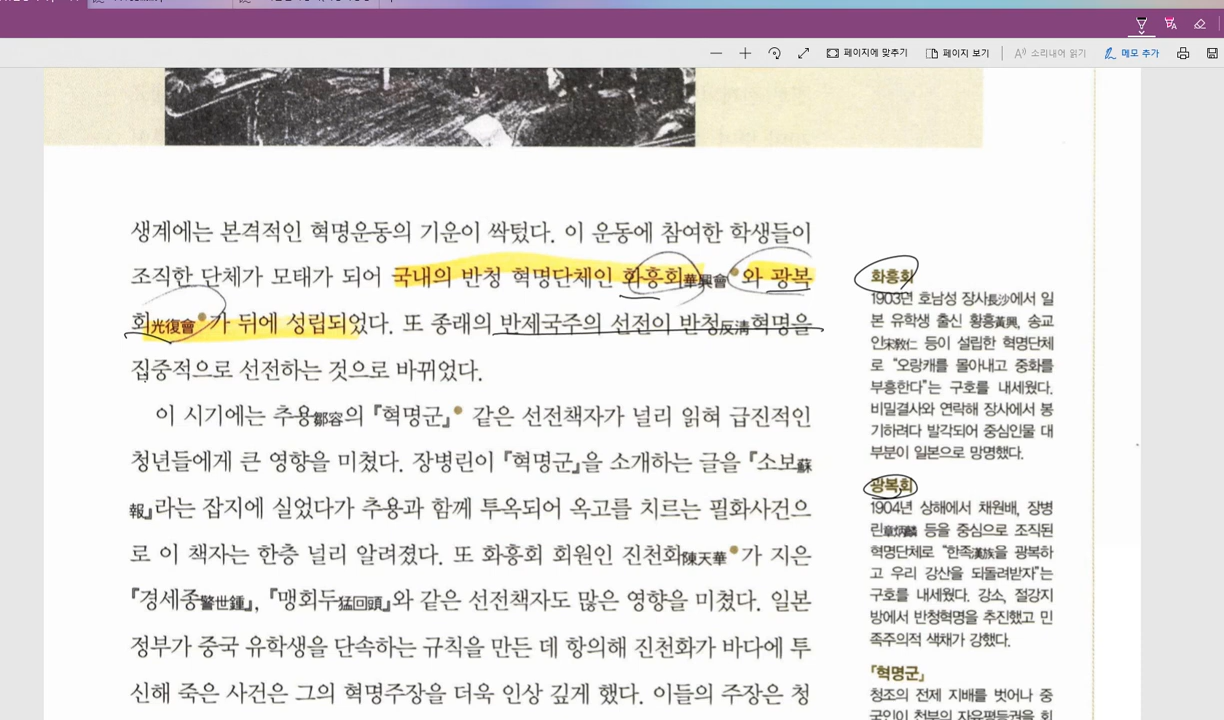 페이지에 맞추기
페이지 보기
소리내어 읽기
메모 추가
생계에는 본격적인 혁명운동의 기운이 싹텄다. 이 운동에 참여한 학생들이
조직한 단체가 모태가 되어 국내의 반청 혁명단체인 화흥회華興會와 광복
회光復會가 뒤에 성립되었다. 또 종래의 반제국주의 선전이 반청反淸혁명을
집중적으로 선전하는 것으로 바뀌었다.
이 시기에는 추용鄒容의 『혁명군』 같은 선전책자가 널리 읽혀 급진적인
청년들에게 큰 영향을 미쳤다. 장병린이 『혁명군』을 소개하는 글을 『소보蘇
報』라는 잡지에 실었다가 추용과 함께 투옥되어 옥고를 치르는 필화사건으
로 이 책자는 한층 널리 알려졌다. 또 화흥회 회원인 진천화陳天華가 지은
『경세종警世鍾』, 『맹회두猛回頭』와 같은 선전책자도 많은 영향을 미쳤다. 일본
정부가 중국 유학생을 단속하는 규칙을 만든 데 항의해 진천화가 바다에 투
신해 죽은 사건은 그의 혁명주장을 더욱 인상 깊게 했다. 이들의 주장은 청
화흥회
1903년 호남성 장사長沙에서 일
본 유학생 출신 황흥黃興, 송교
인宋敎仁 등이 설립한 혁명단체
로 “오랑캐를 몰아내고 중화를
부흥한다”는 구호를 내세웠다.
비밀결사와 연락해 장사에서 봉
기하려다 발각되어 중심인물 대
부분이 일본으로 망명했다.
광복회
1904년 상해에서 채원배, 장병
린章炳麟 등을 중심으로 조직된
혁명단체로 “한족漢族을 광복하
고 우리 강산을 되돌려받자”는
구호를 내세웠다. 강소, 절강지
방에서 반청혁명을 추진했고 민
족주의적 색채가 강했다.
『혁명군』
청조의 전제 지배를 벗어나 중
국인이 천부의 자유평등권을 회